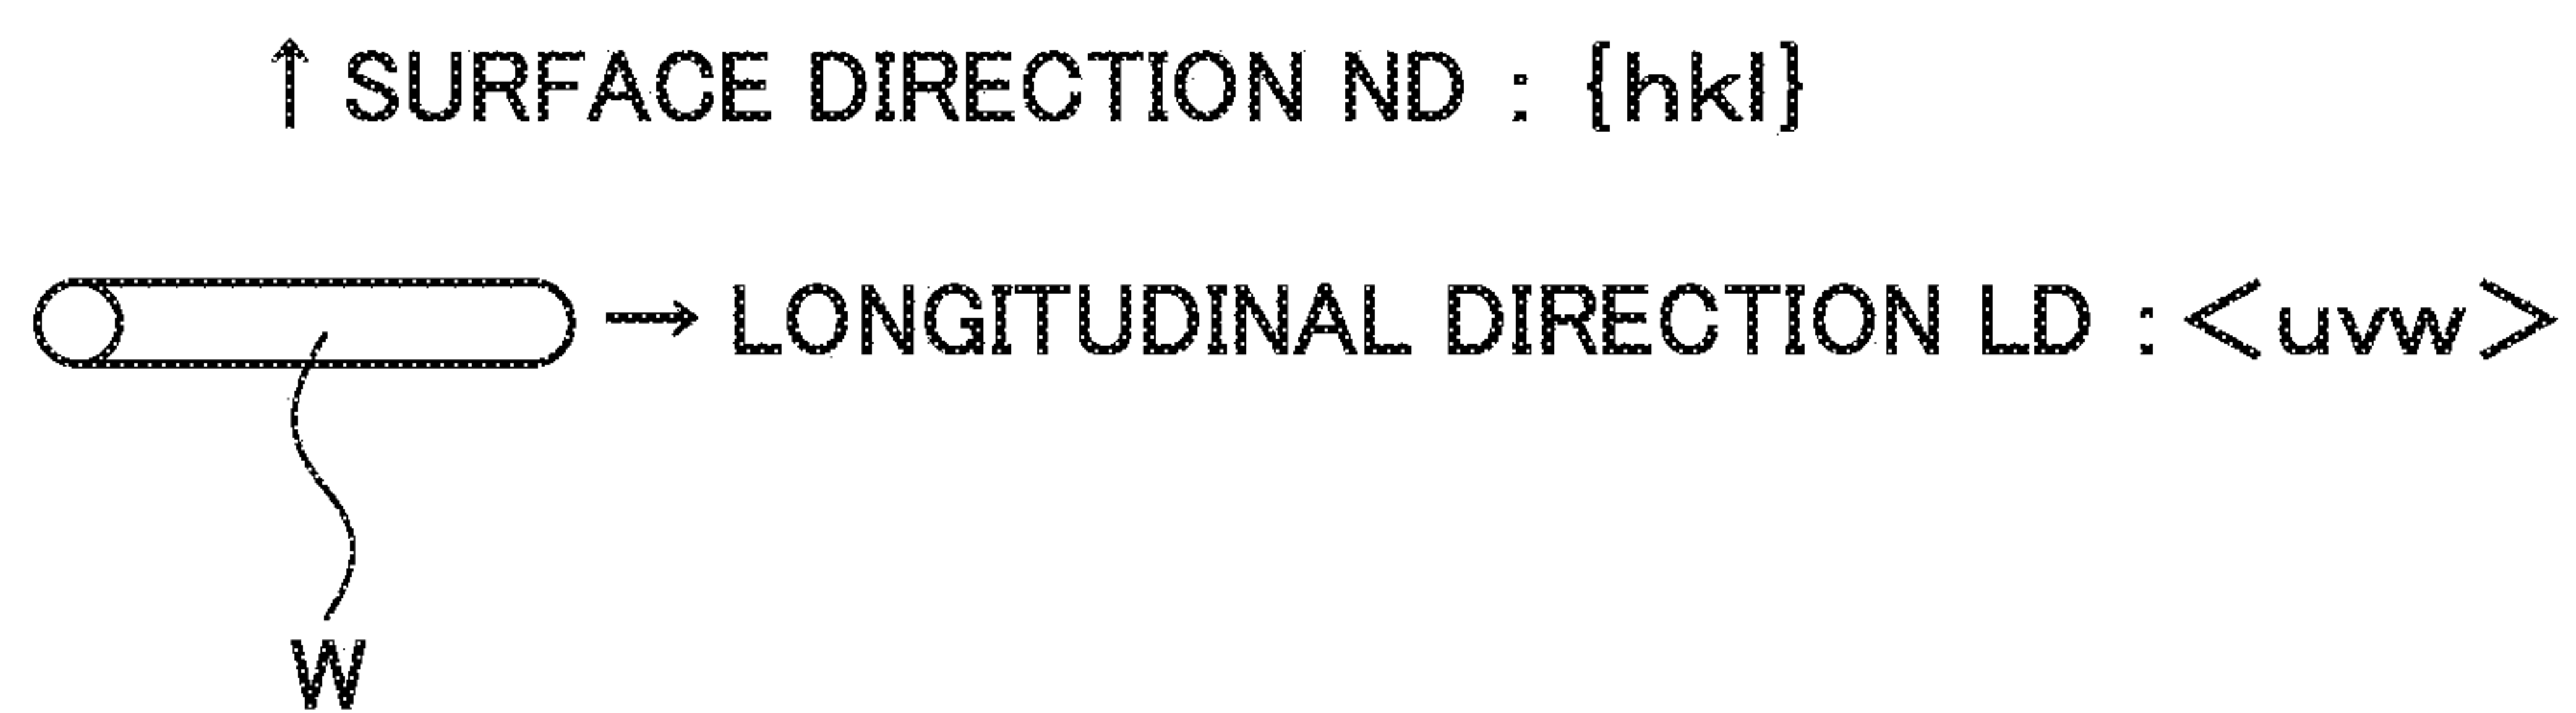 ↑ SURFACE DIRECTION ND : {hkl}
→ LONGITUDINAL DIRECTION LD : <uvw>
W